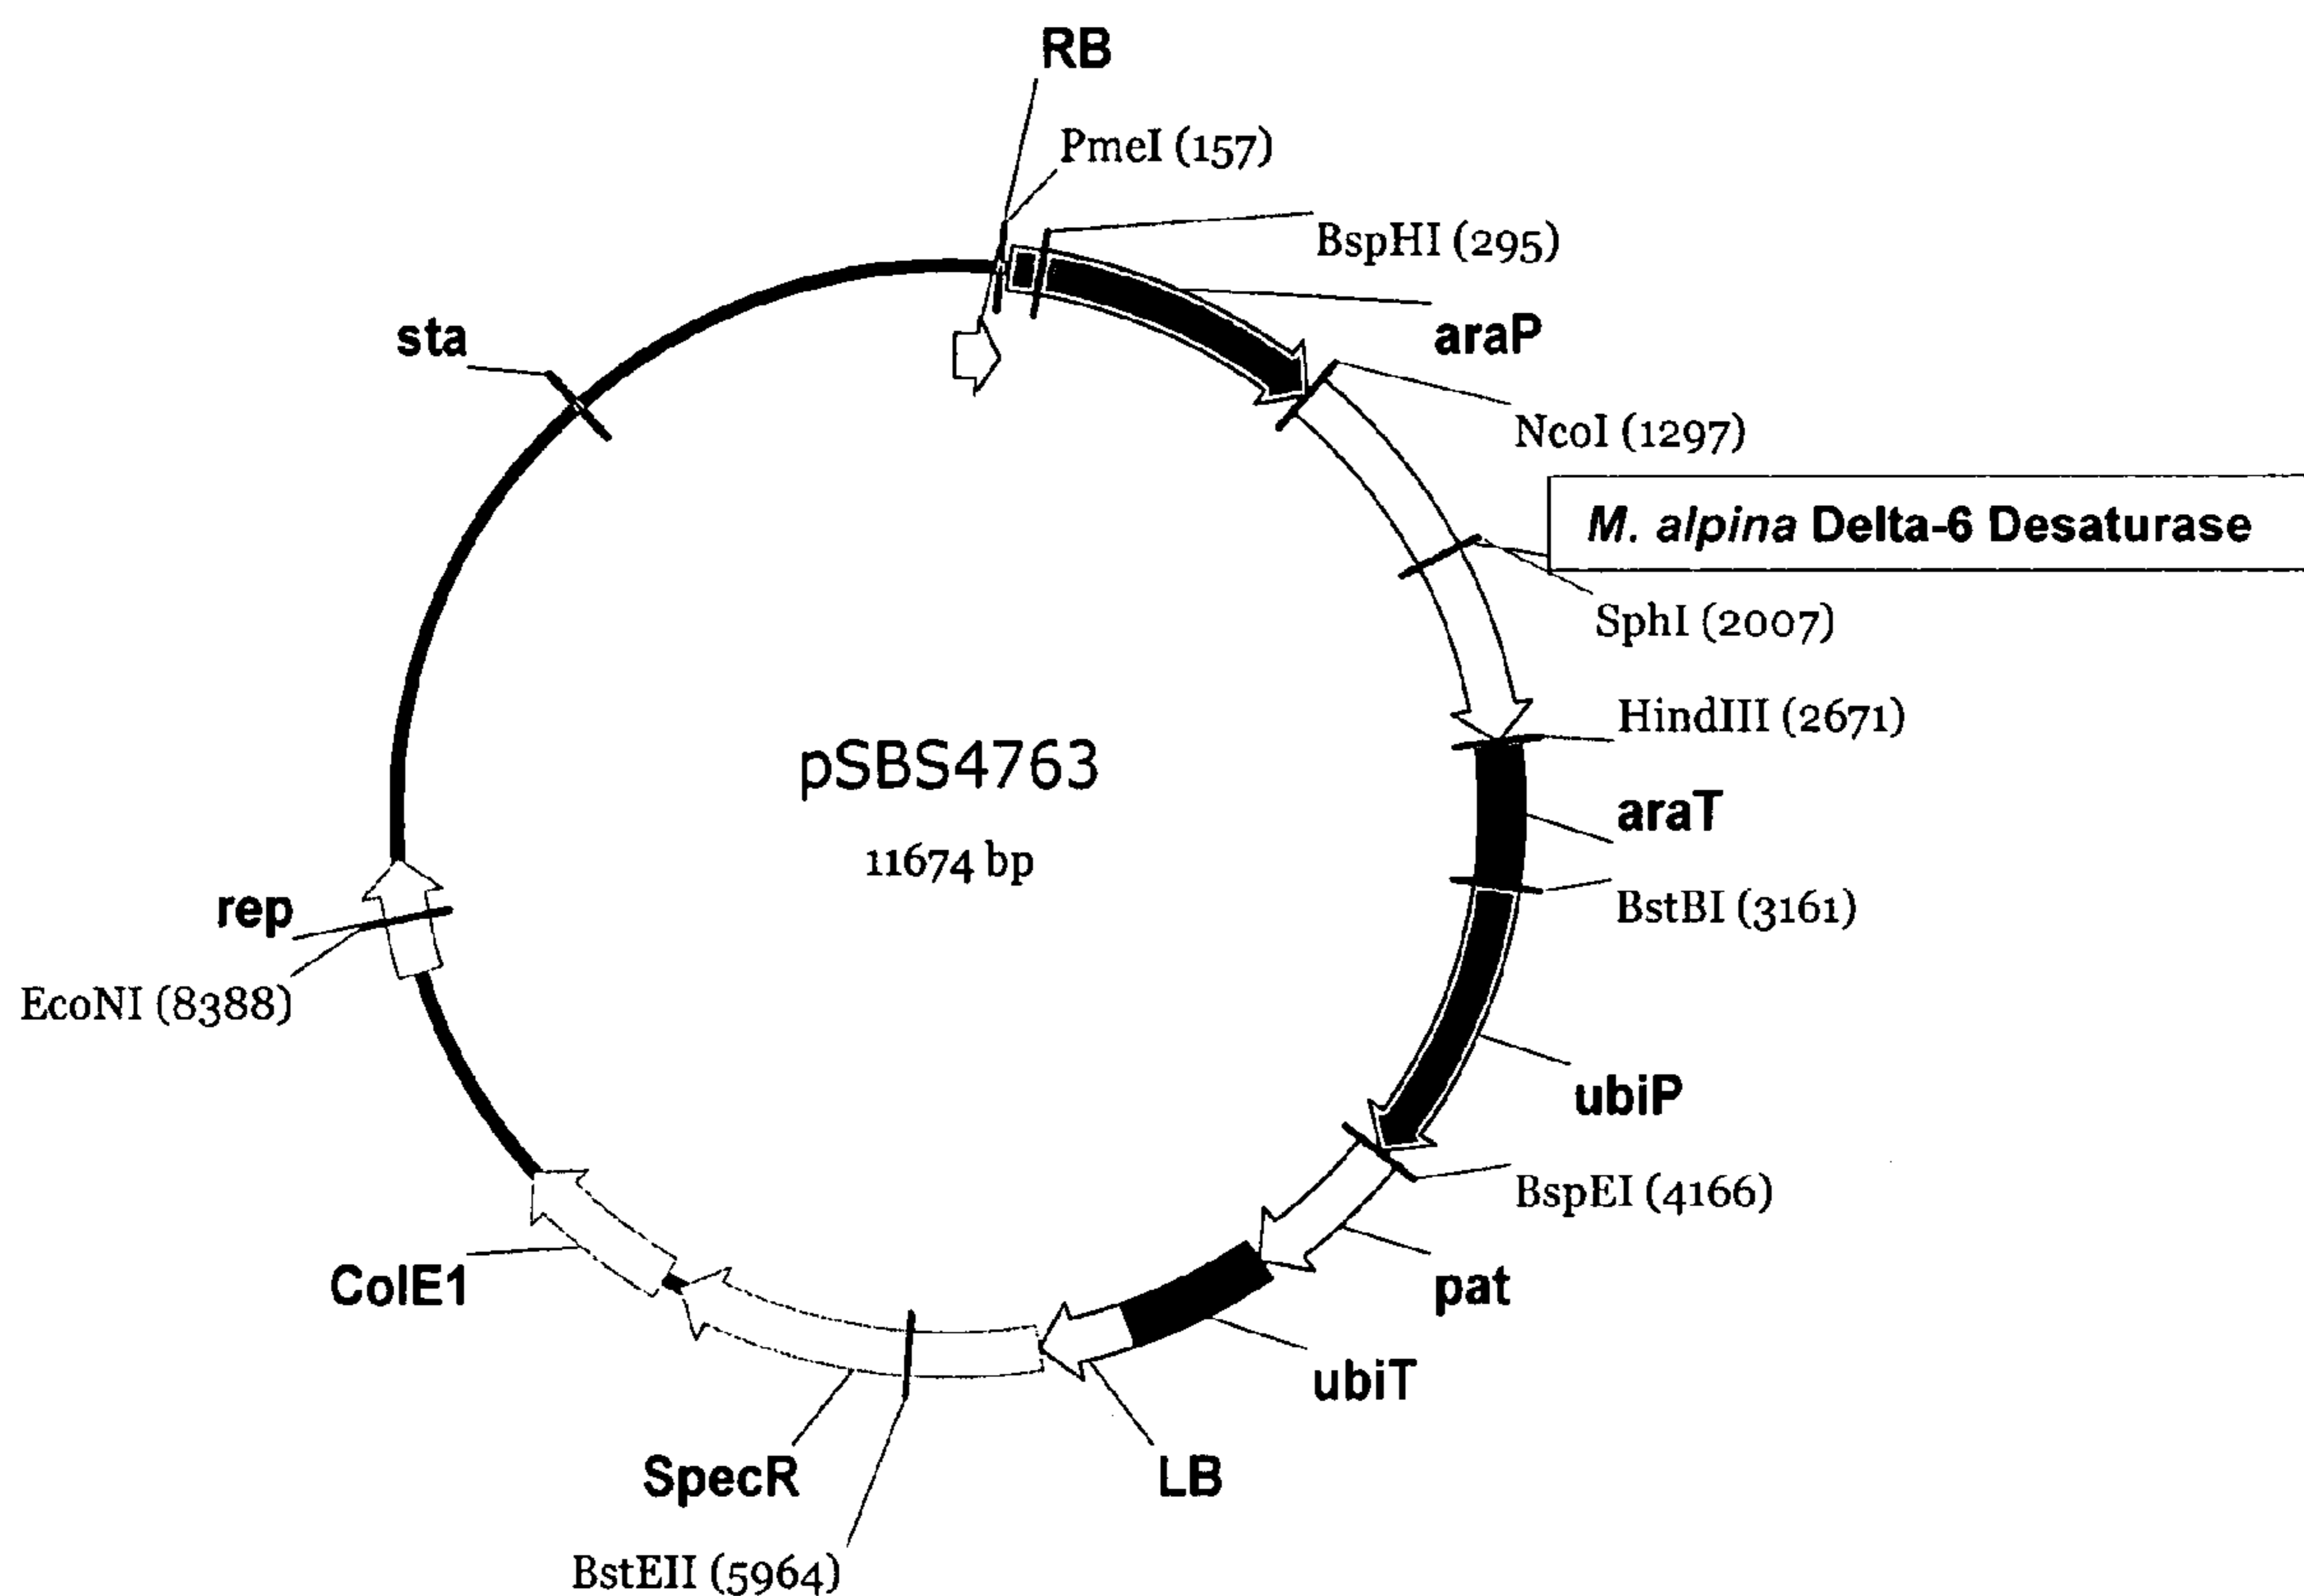 RB
PmeI (157)
BspHI (295)
araP
sta
NcoI (1297)
M. alpina Delta-6 Desaturase
SphI (2007)
HindIII (2671)
pSBS4763
araT
11674 bp
rep
BstBI (3161)
EcoNI (8388)
ubiP
BspEI (4166)
ColE1
pat
ubiT
SpecR
LB
BstEII (5964)